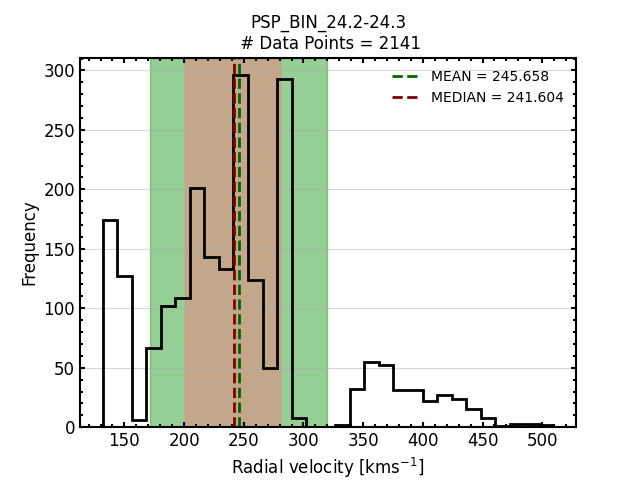 PSP_BIN_24.2-24.3
# Data Points = 2141
MEAN = 245.658
MEDIAN = 241.604
300
250
200
150
100
50
0
Frequency
150 200 250 300 350 400 450 500
Radial velocity [kms⁻¹]